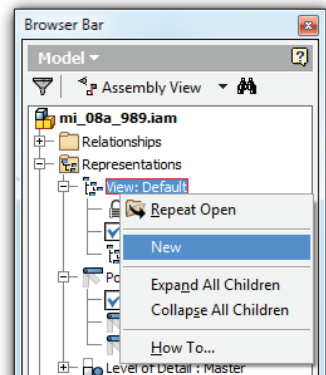 Browser Bar
Model
Assembly View
mi_08a_989.iam
Relationships
Representations
View: Default
Repeat Open
New
Po
Expand All Children
Collapse All Children
How To...
Level of Detail : Master